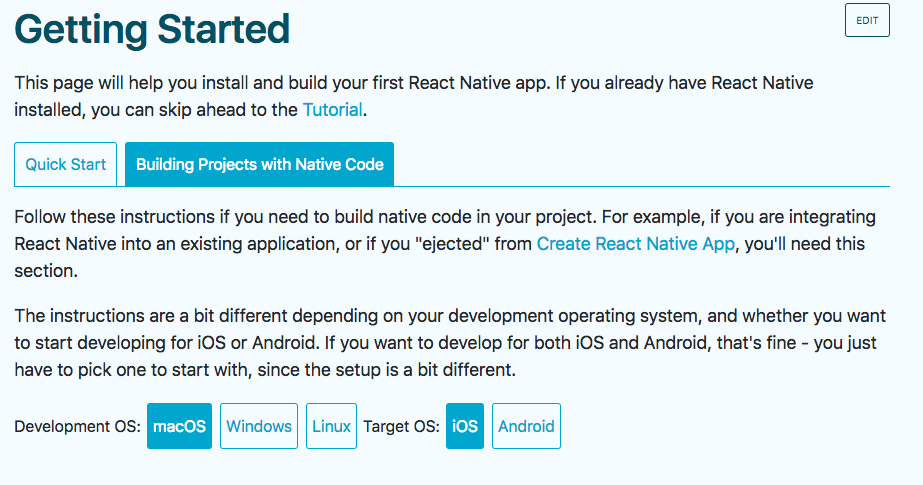 Getting Started
EDIT
This page will help you install and build your first React Native app. If you already have React Native
installed, you can skip ahead to the Tutorial.
Quick Start
Building Projects with Native Code
Follow these instructions if you need to build native code in your project. For example, if you are integrating
React Native into an existing application, or if you "ejected" from Create React Native App, you'll need this
section.
The instructions are a bit different depending on your development operating system, and whether you want
to start developing for iOS or Android. If you want to develop for both iOS and Android, that's fine - you just
have to pick one to start with, since the setup is a bit different.
Development OS: macOS Windows Linux Target OS: iOS Android